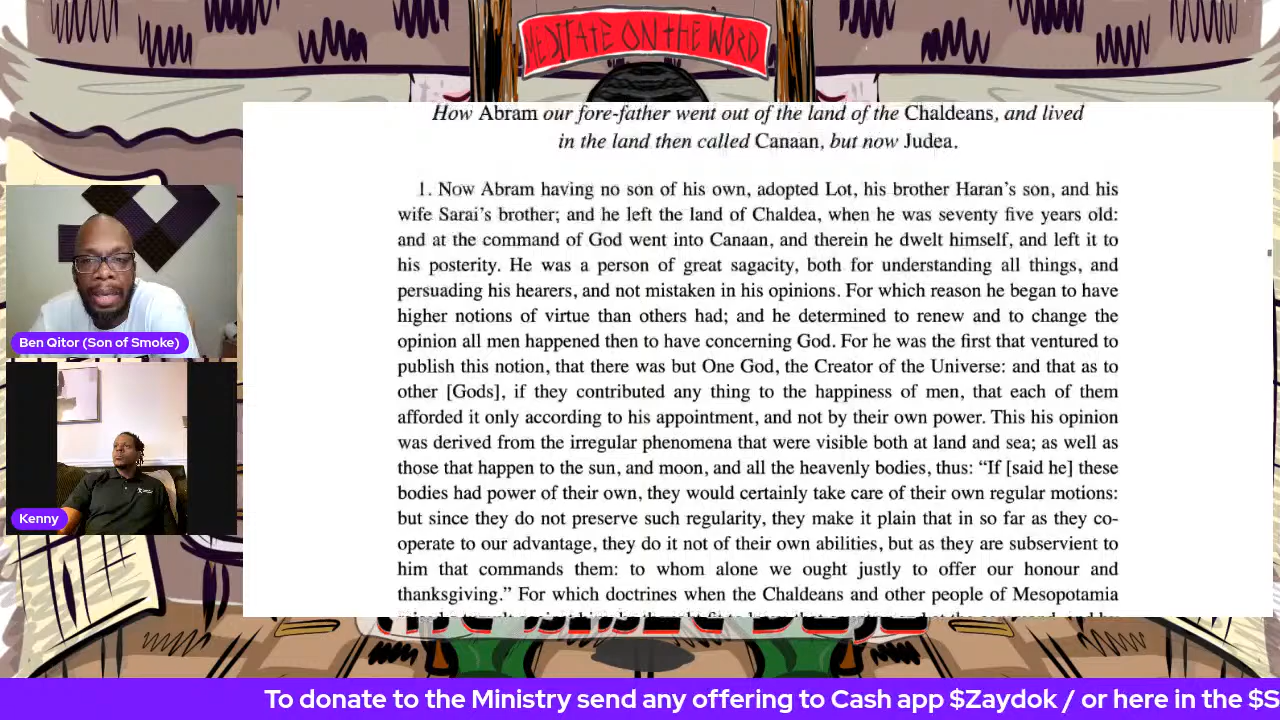 MEDITATE ON THE WORD
How Abram our fore-father went out of the land of the Chaldeans, and lived
in the land then called Canaan, but now Judea.
1. Now Abram having no son of his own, adopted Lot, his brother Haran's son, and his
wife Sarai's brother; and he left the land of Chaldea, when he was seventy five years old:
and at the command of God went into Canaan, and therein he dwelt himself, and left it to
his posterity. He was a person of great sagacity, both for understanding all things, and
persuading his hearers, and not mistaken in his opinions. For which reason he began to have
higher notions of virtue than others had; and he determined to renew and to change the
opinion all men happened then to have concerning God. For he was the first that ventured to
publish this notion, that there was but One God, the Creator of the Universe: and that as to
other [Gods], if they contributed any thing to the happiness of men, that each of them
afforded it only according to his appointment, and not by their own power. This his opinion
was derived from the irregular phenomena that were visible both at land and sea; as well as
those that happen to the sun, and moon, and all the heavenly bodies, thus: “If [said he] these
bodies had power of their own, they would certainly take care of their own regular motions:
but since they do not preserve such regularity, they make it plain that in so far as they co-
operate to our advantage, they do it not of their own abilities, but as they are subservient to
him that commands them: to whom alone we ought justly to offer our honour and
thanksgiving.” For which doctrines when the Chaldeans and other people of Mesopotamia
Ben Qitor (Son of Smoke)
Kenny
To donate to the Ministry send any offering to Cash app $Zaydok / or here in the $S